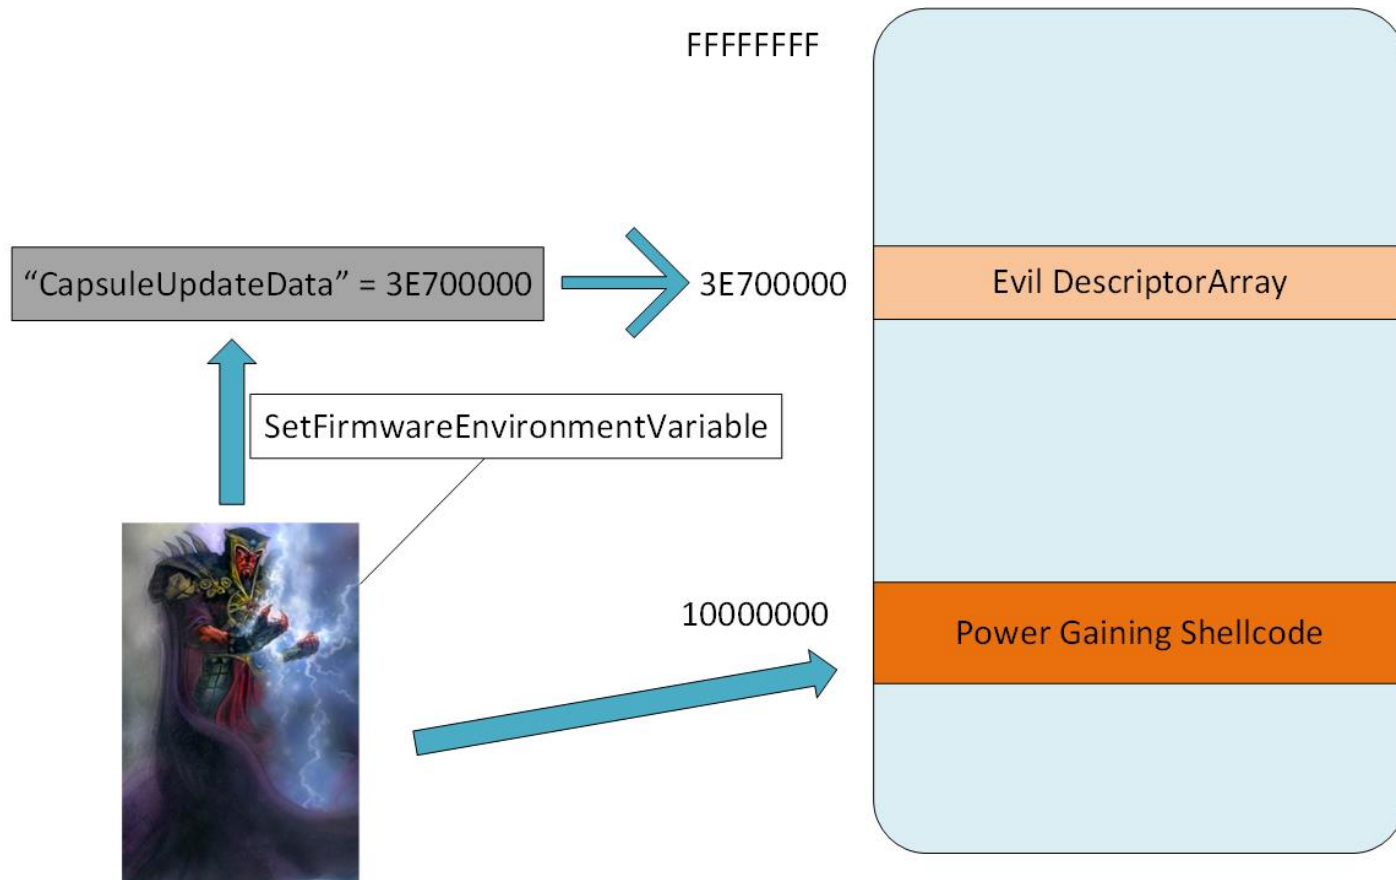 FFFFFFFF
“CapsuleUpdateData” = 3E700000
3E700000
Evil DescriptorArray
SetFirmwareEnvironmentVariable
10000000
Power Gaining Shellcode